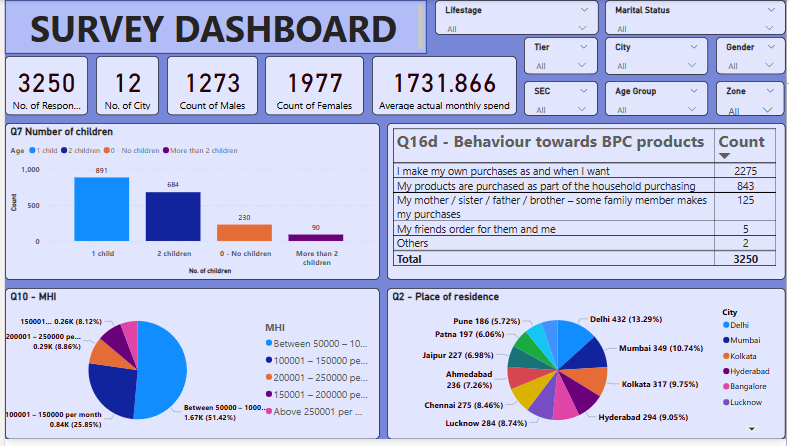 SURVEY DASHBOARD
Lifestage
All
Marital Status
All
Tier
All
City
All
Gender
All
SEC
All
Age Group
All
Zone
All
3250
No. of Respon...
12
No. of City
1273
Count of Males
1977
Count of Females
1731.866
Average actual monthly spend
Q7 Number of children
Age 1 child 2 children 0 - No children More than 2 children
Count
1,000
500
0
891
684
230
90
1 child
2 children
0 - No children
More than 2
children
No. of children
Q16d - Behaviour towards BPC products Count
I make my own purchases as and when I want 2275
My products are purchased as part of the household purchasing 843
My mother / sister / father / brother – some family member makes 125
my purchases
My friends order for them and me 5
Others 2
Total 3250
Q10 - MHI
150001... 0.26K (8.12%)
200001 – 250000 pe...
0.29K (8.86%)
100001 – 150000 per month
0.84K (25.85%)
Between 50000 – 1000...
1.67K (51.42%)
MHI
Between 50000 – 10...
100001 – 150000 pe...
200001 – 250000 pe...
150001 – 200000 pe...
Above 250001 per ...
Q2 - Place of residence
Delhi 432 (13.29%)
Mumbai 349 (10.74%)
Kolkata 317 (9.75%)
Hyderabad 294 (9.05%)
Lucknow 284 (8.74%)
Chennai 275 (8.46%)
Ahmedabad
236 (7.26%)
Jaipur 227 (6.98%)
Patna 197 (6.06%)
Pune 186 (5.72%)
City
Delhi
Mumbai
Kolkata
Hyderabad
Bangalore
Lucknow